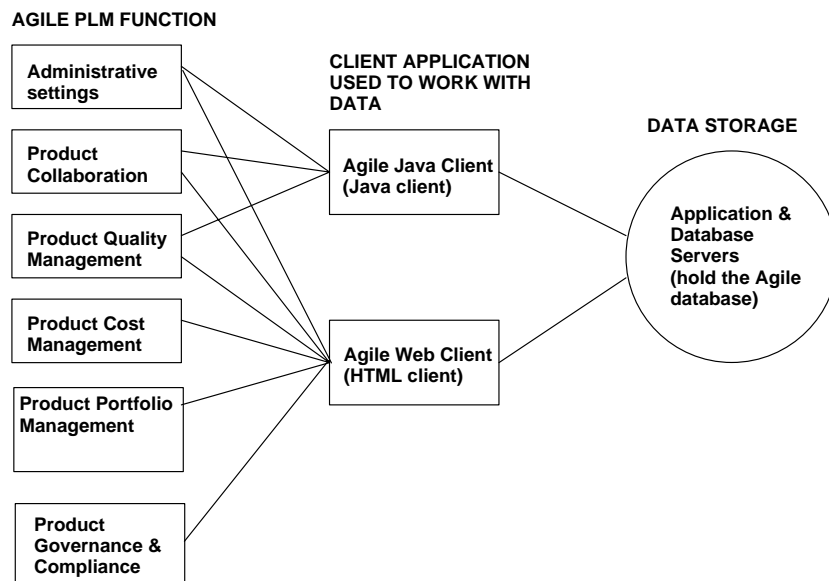 AGILE PLM FUNCTION
Administrative
settings
Product
Collaboration
Product Quality
Management
Product Cost
Management
Product Portfolio
Management
Product
Governance &
Compliance
CLIENT APPLICATION
USED TO WORK WITH
DATA
Agile Java Client
(Java client)
Agile Web Client
(HTML client)
DATA STORAGE
Application &
Database
Servers
(hold the Agile
database)